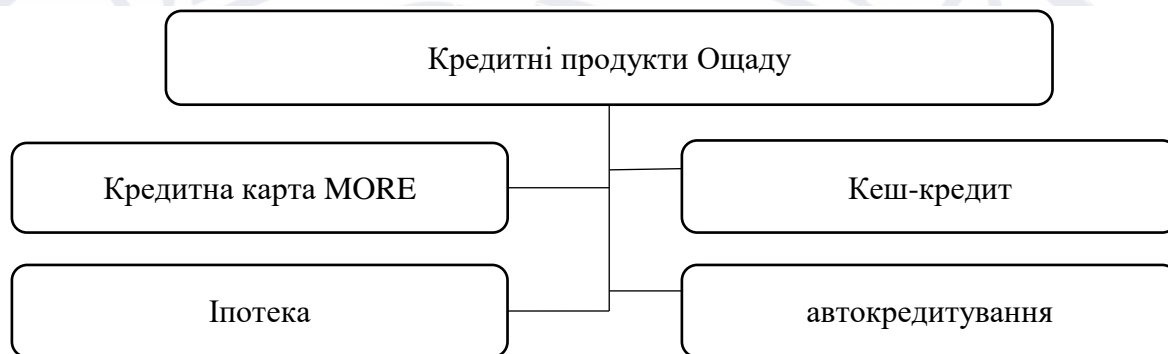 Кредитні продукти Ощаду
Кредитна карта MORE
Кеш-кредит
Іпотека
автокредитування